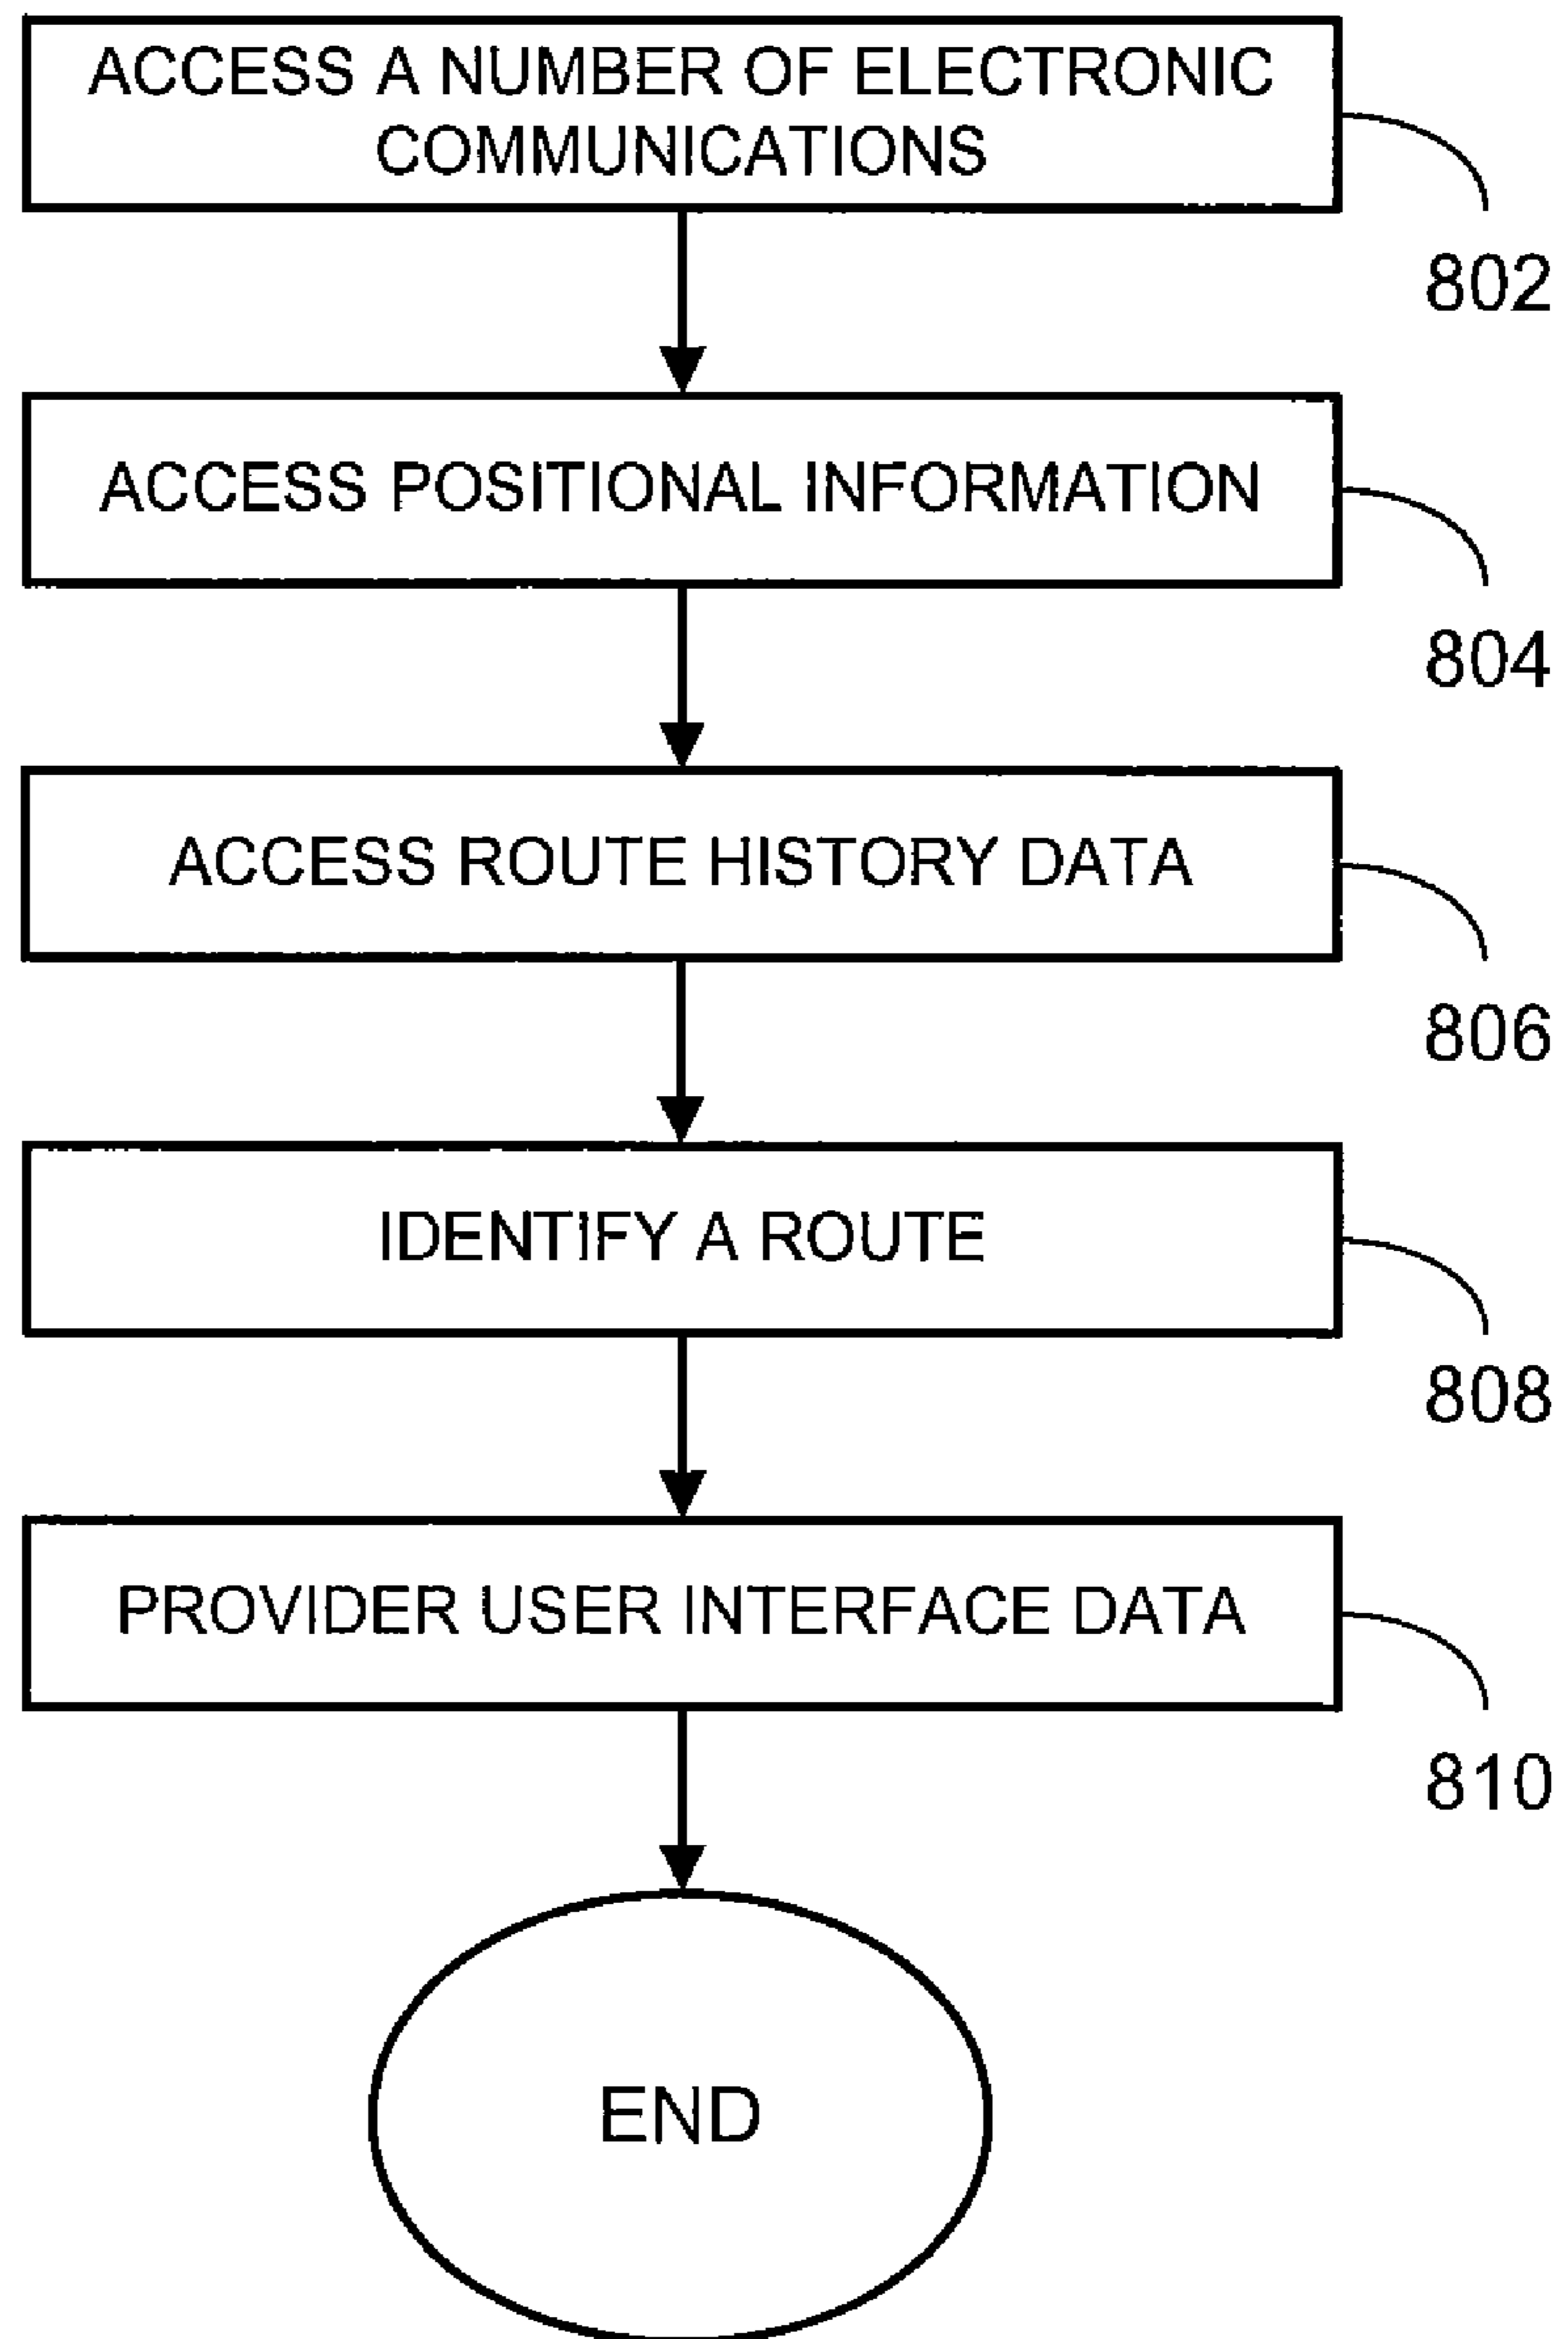 ACCESS A NUMBER OF ELECTRONIC
COMMUNICATIONS
802
ACCESS POSITIONAL INFORMATION
804
ACCESS ROUTE HISTORY DATA
806
IDENTIFY A ROUTE
808
PROVIDER USER INTERFACE DATA
810
END